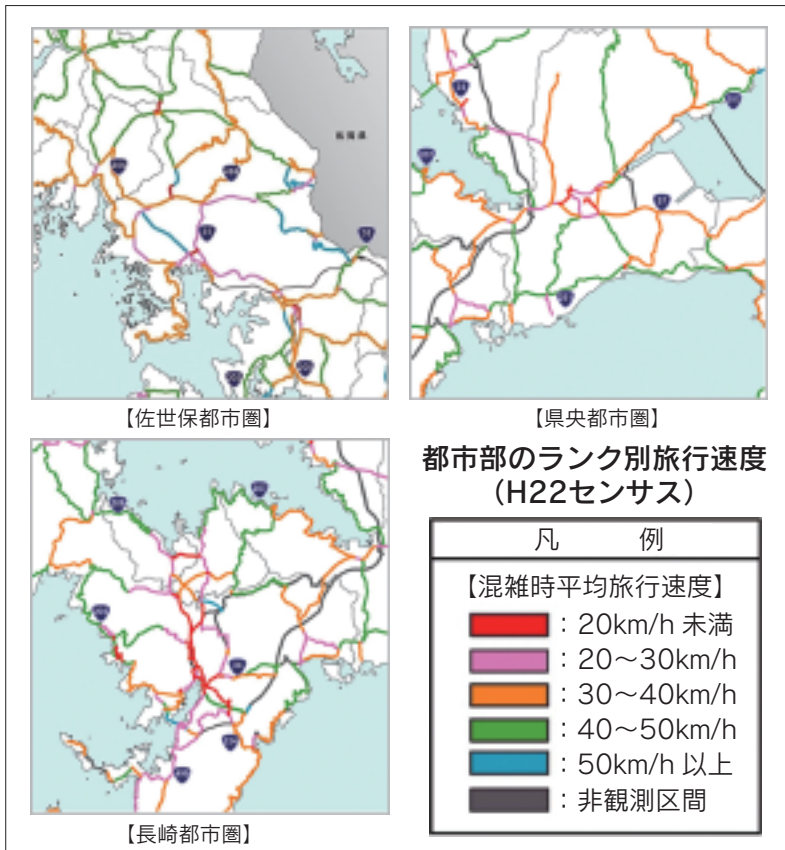 【佐世保都市圏】
【県央都市圏】
【長崎都市圏】
都市部のランク別旅行速度
（H22センサス）
凡 例
【混雑時平均旅行速度】
：20km/h 未満
：20～30km/h
：30～40km/h
：40～50km/h
：50km/h 以上
：非観測区間